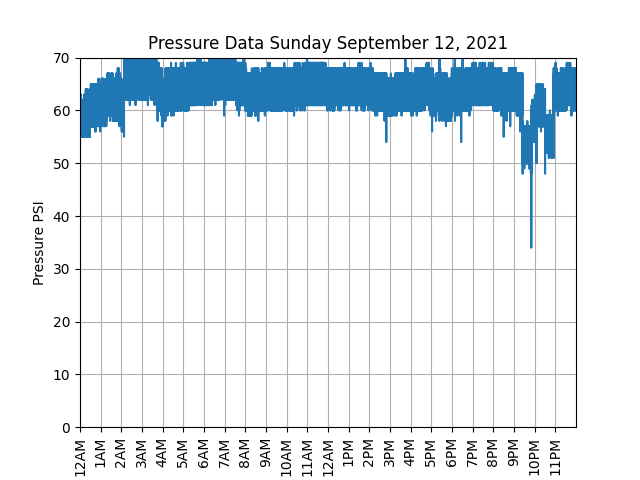 Pressure Data Sunday September 12, 2021
Pressure PSI
70
60
50
40
30
20
10
0
12AM
1AM
2AM
3AM
4AM
5AM
6AM
7AM
8AM
9AM
10AM
11AM
12AM
1PM
2PM
3PM
4PM
5PM
6PM
7PM
8PM
9PM
10PM
11PM